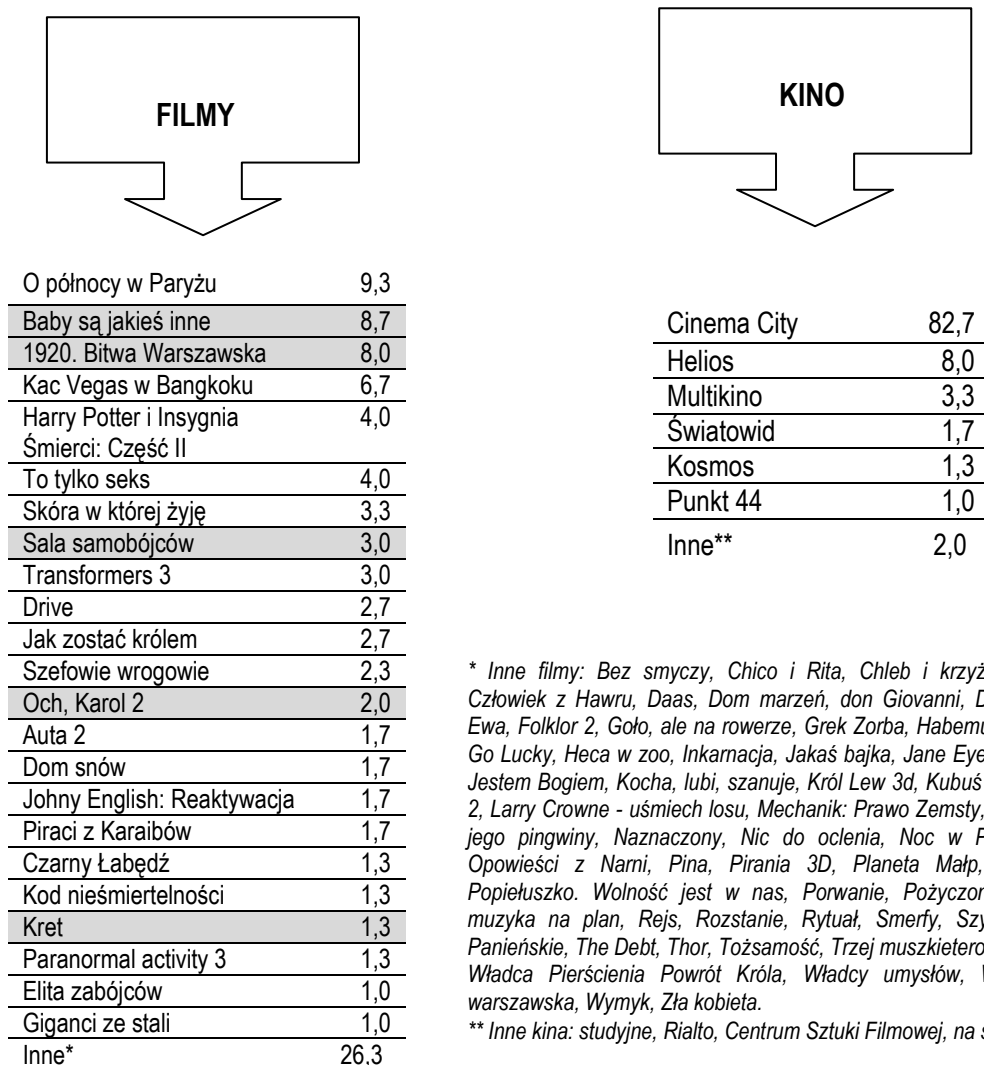 FILMY
O północy w Paryżu 9,3
Baby są jakieś inne 8,7
1920. Bitwa Warszawska 8,0
Kac Vegas w Bangkoku 6,7
Harry Potter i Insygnia 4,0
Śmierci: Część II
To tylko seks 4,0
Skóra w której żyję 3,3
Sala samobójców 3,0
Transformers 3 3,0
Drive 2,7
Jak zostać królem 2,7
Szefowie wrogowie 2,3
Och, Karol 2 2,0
Auta 2 1,7
Dom snów 1,7
Johny English: Reaktywacja 1,7
Piraci z Karaibów 1,7
Czarny Łabędź 1,3
Kod nieśmiertelności 1,3
Kret 1,3
Paranormal activity 3 1,3
Elita zabójców 1,0
Giganci ze stali 1,0
Inne* 26,3
KINO
Cinema City 82,7
Helios 8,0
Multikino 3,3
Światowid 1,7
Kosmos 1,3
Punkt 44 1,0
Inne** 2,0
* Inne filmy: Bez smyczy, Chico i Rita, Chleb i
Człowiek z Hawru, Daas, Dom marzeń, don Giovanni,
Ewa, Folklor 2, Goło, ale na rowerze, Grek Zorba,
Go Lucky, Heca w zoo, Inkarnacja, Jakaś bajka, Jane
Jestem Bogiem, Kocha, lubi, szanuje, Król Lew 3d, Kubuś
2, Larry Crowne - uśmiech losu, Mechanik: Prawo Zemsty,
jego pingwiny, Naznaczony, Nic do oclenia, Noc w
Opowieści z Narni, Pina, Pirania 3D, Planeta Małp,
Popiełuszko. Wolność jest w nas, Porwanie,
muzyka na plan, Rejs, Rozstanie, Rytuał, Smerfy,
Panieńskie, The Debt, Thor, Tożsamość, Trzej
Władca Pierścienia Powrót Króla, Władcy umysłów,
warszawska, Wymyk, Zła kobieta.
** Inne kina: studyjne, Rialto, Centrum Sztuki Filmowej, na